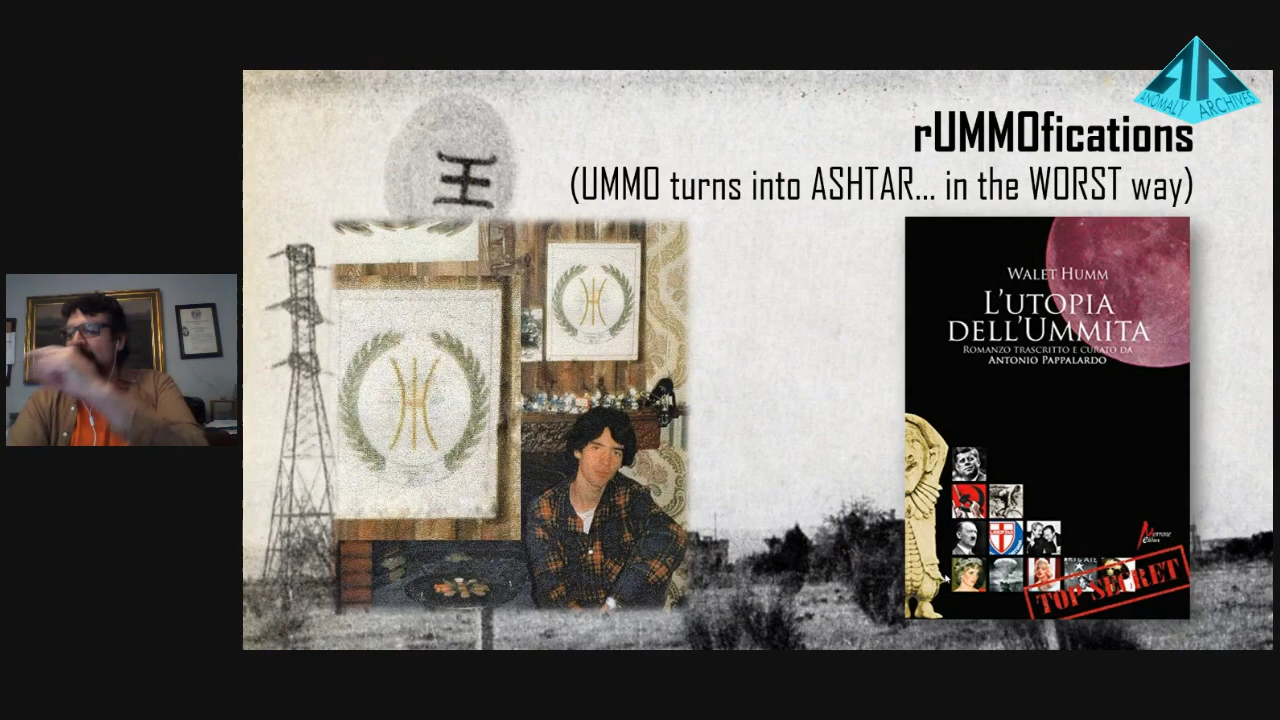 ANOMALY ARCHIVES
rUMMOfications
(UMMO turns into ASHTAR... in the WORST way)
WALET HUMM
L'UTOPIA
DELL'UMMITA
ROMANZO TRASCRITTO E CURATO DA
ANTONIO PAPPALARDO
LIBERTAS
TOP SECRET